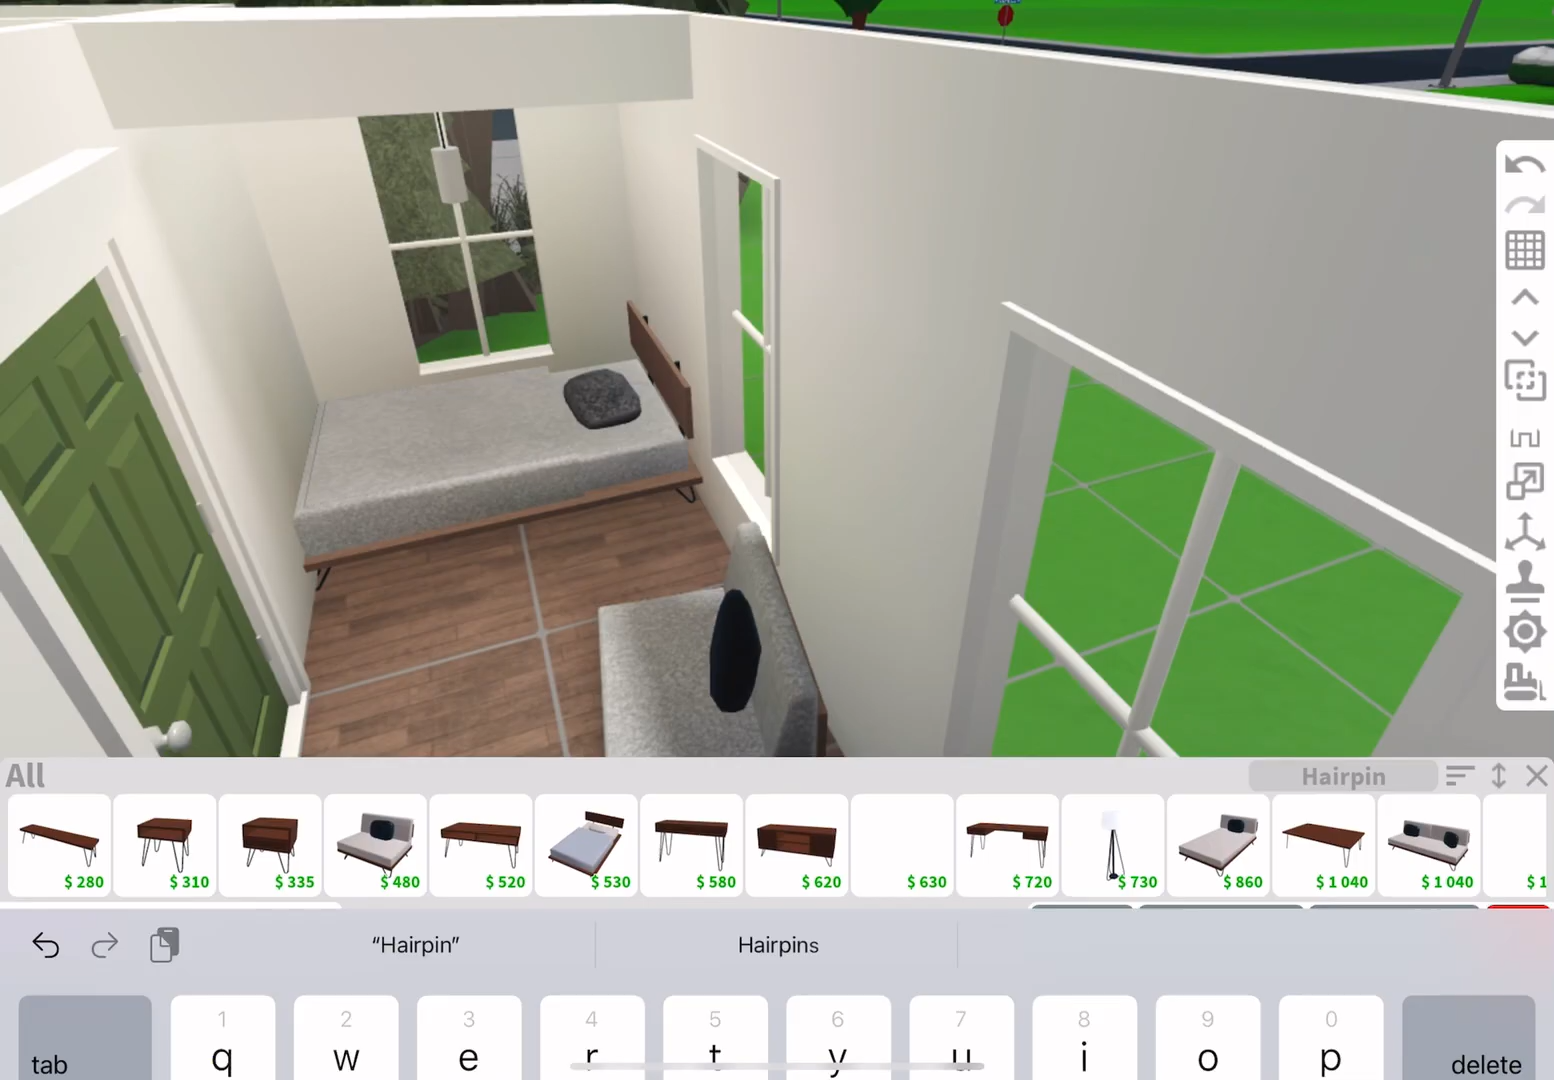 All
Hairpin
$ 280
$ 310
$ 335
$ 480
$ 520
$ 530
$ 580
$ 620
$ 630
$ 720
$ 730
$ 860
$ 1 040
$ 1 040
$ 1
“Hairpin”
Hairpins
1 2 3 4 5 6 7 8 9 0
tab q w e r t y u i o p delete